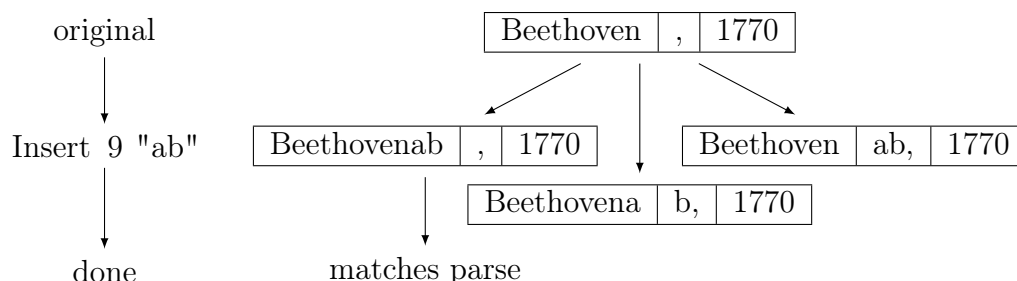 original
Beethoven , 1770
Insert 9 "ab"
Beethovenab , 1770
Beethoven ab, 1770
Beethovena b, 1770
done
matches parse